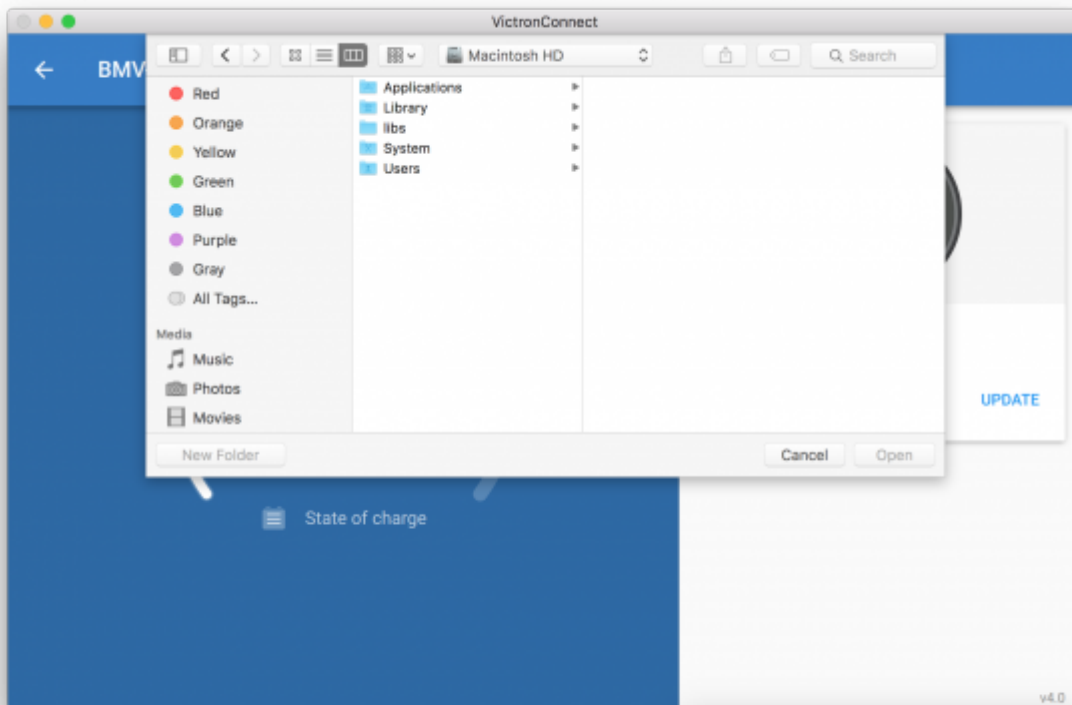 VictronConnect
BMV
Macintosh HD
Search
Red
Orange
Yellow
Green
Blue
Purple
Gray
All Tags...
Media
Music
Photos
Movies
Applications
Library
libs
System
Users
UPDATE
New Folder
Cancel
Open
State of charge
v4.0